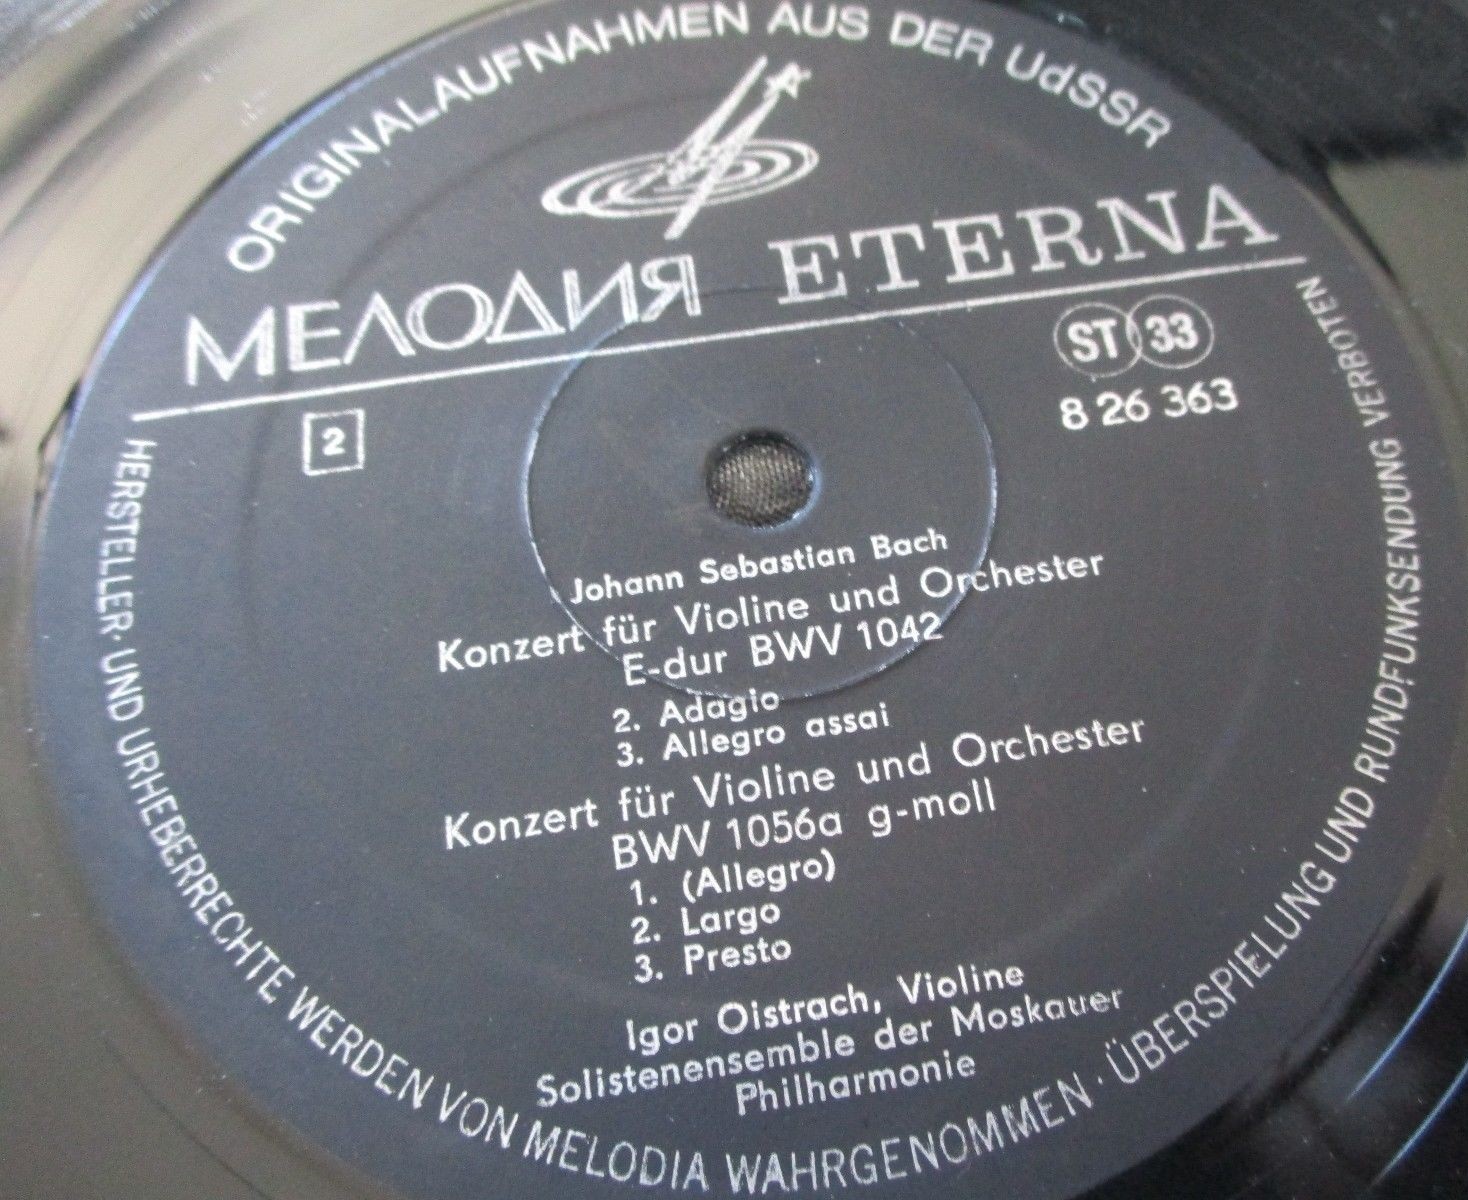 ORIGINALAUFNAHMEN AUS DER UdSSR
МЕЛОДИЯ ETERNA
ST 33
2
8 26 363
Johann Sebastian Bach
Konzert für Violine und Orchester
E-dur BWV 1042
2. Adagio
3. Allegro assai
Konzert für Violine und Orchester
BWV 1056a g-moll
1. (Allegro)
2. Largo
3. Presto
Igor Oistrach, Violine
Solistenensemble der Moskauer
Philharmonie
HERSTELLER- UND URHEBERRECHTE WERDEN VON MELODIA WAHRGENOMMEN · ÜBERSPIELUNG UND RUNDFUNKSENDUNG VERBOTEN